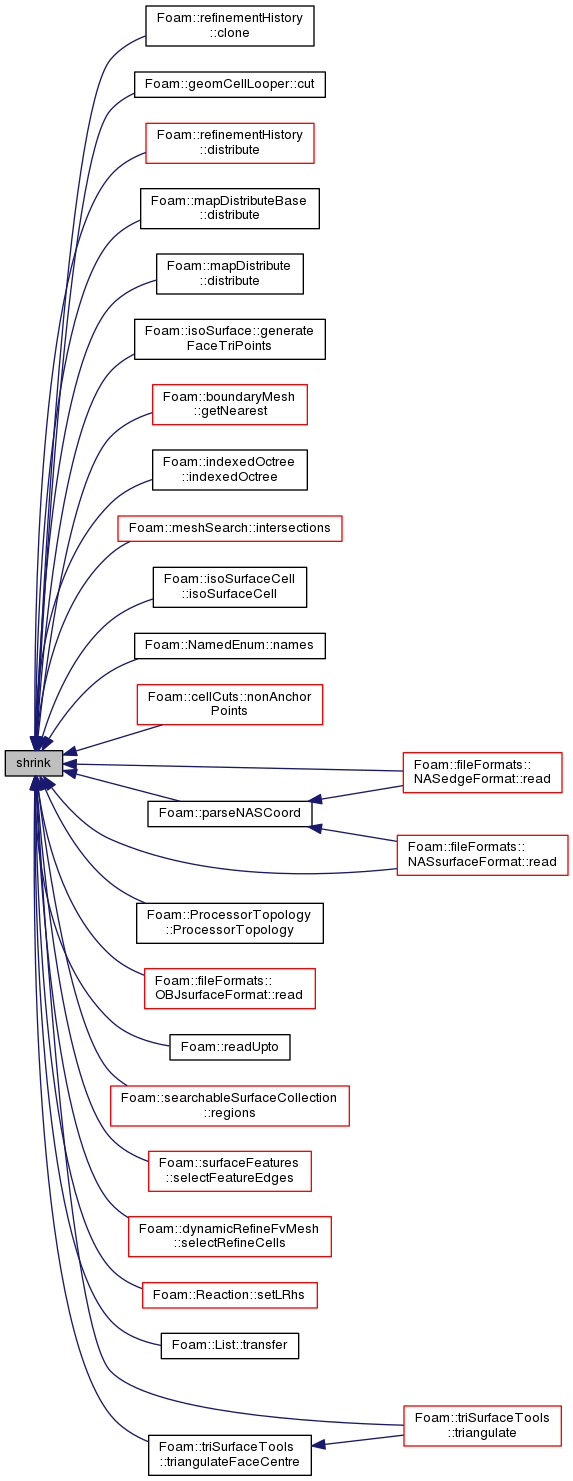 Foam::refinementHistory
::clone
Foam::geomCellLooper::cut
Foam::refinementHistory
::distribute
Foam::mapDistributeBase
::distribute
Foam::mapDistribute
::distribute
Foam::isoSurface::generate
FaceTriPoints
Foam::boundaryMesh
::getNearest
Foam::indexedOctree
::indexedOctree
Foam::meshSearch::intersections
Foam::isoSurfaceCell
::isoSurfaceCell
Foam::NamedEnum::names
Foam::cellCuts::nonAnchor
Points
shrink
Foam::fileFormats::
NASedgeFormat::read
Foam::parseNASCoord
Foam::fileFormats::
NASsurfaceFormat::read
Foam::ProcessorTopology
::ProcessorTopology
Foam::fileFormats::
OBJsurfaceFormat::read
Foam::readUpto
Foam::searchableSurfaceCollection
::regions
Foam::surfaceFeatures
::selectFeatureEdges
Foam::dynamicRefineFvMesh
::selectRefineCells
Foam::Reaction::setLRhs
Foam::List::transfer
Foam::triSurfaceTools
::triangulate
Foam::triSurfaceTools
::triangulateFaceCentre